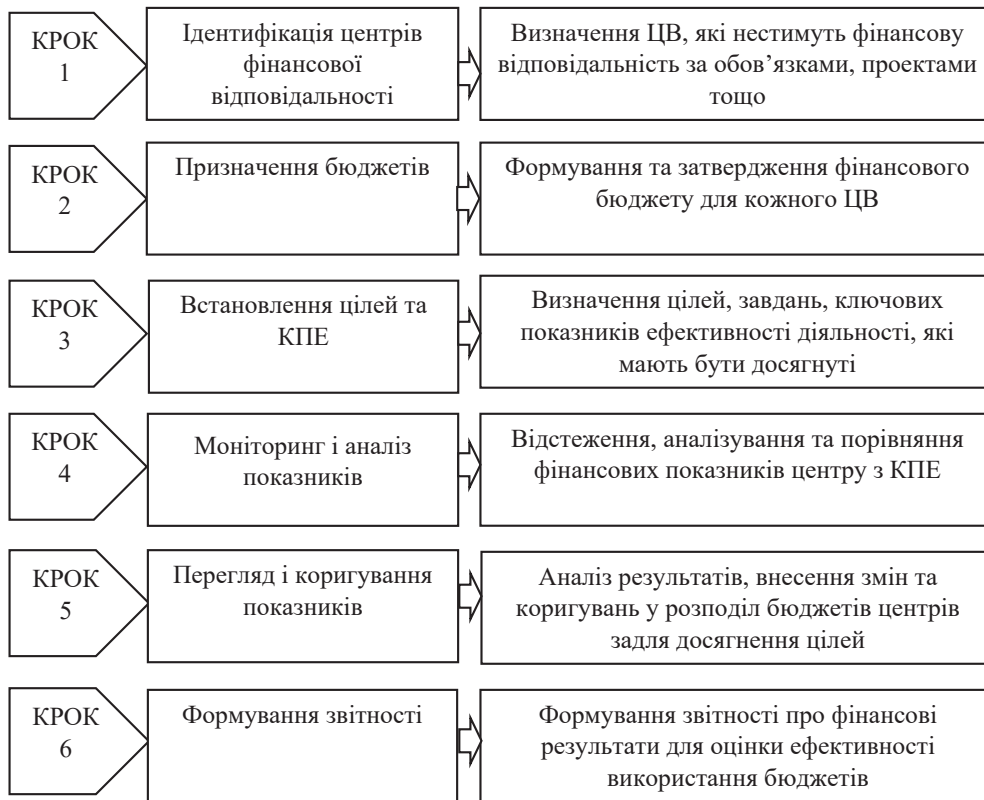 КРОК
1
Ідентифікація центрів
фінансової
відповідальності
Визначення ЦВ, які нестимуть фінансову
відповідальність за обов’язками, проектами
тощо
КРОК
2
Призначення бюджетів
Формування та затвердження фінансового
бюджету для кожного ЦВ
КРОК
3
Встановлення цілей та
КПЕ
Визначення цілей, завдань, ключових
показників ефективності діяльності, які
мають бути досягнуті
КРОК
4
Моніторинг і аналіз
показників
Відстеження, аналізування та порівняння
фінансових показників центру з КПЕ
КРОК
5
Перегляд і коригування
показників
Аналіз результатів, внесення змін та
коригувань у розподіл бюджетів центрів
задля досягнення цілей
КРОК
6
Формування звітності
Формування звітності про фінансові
результати для оцінки ефективності
використання бюджетів